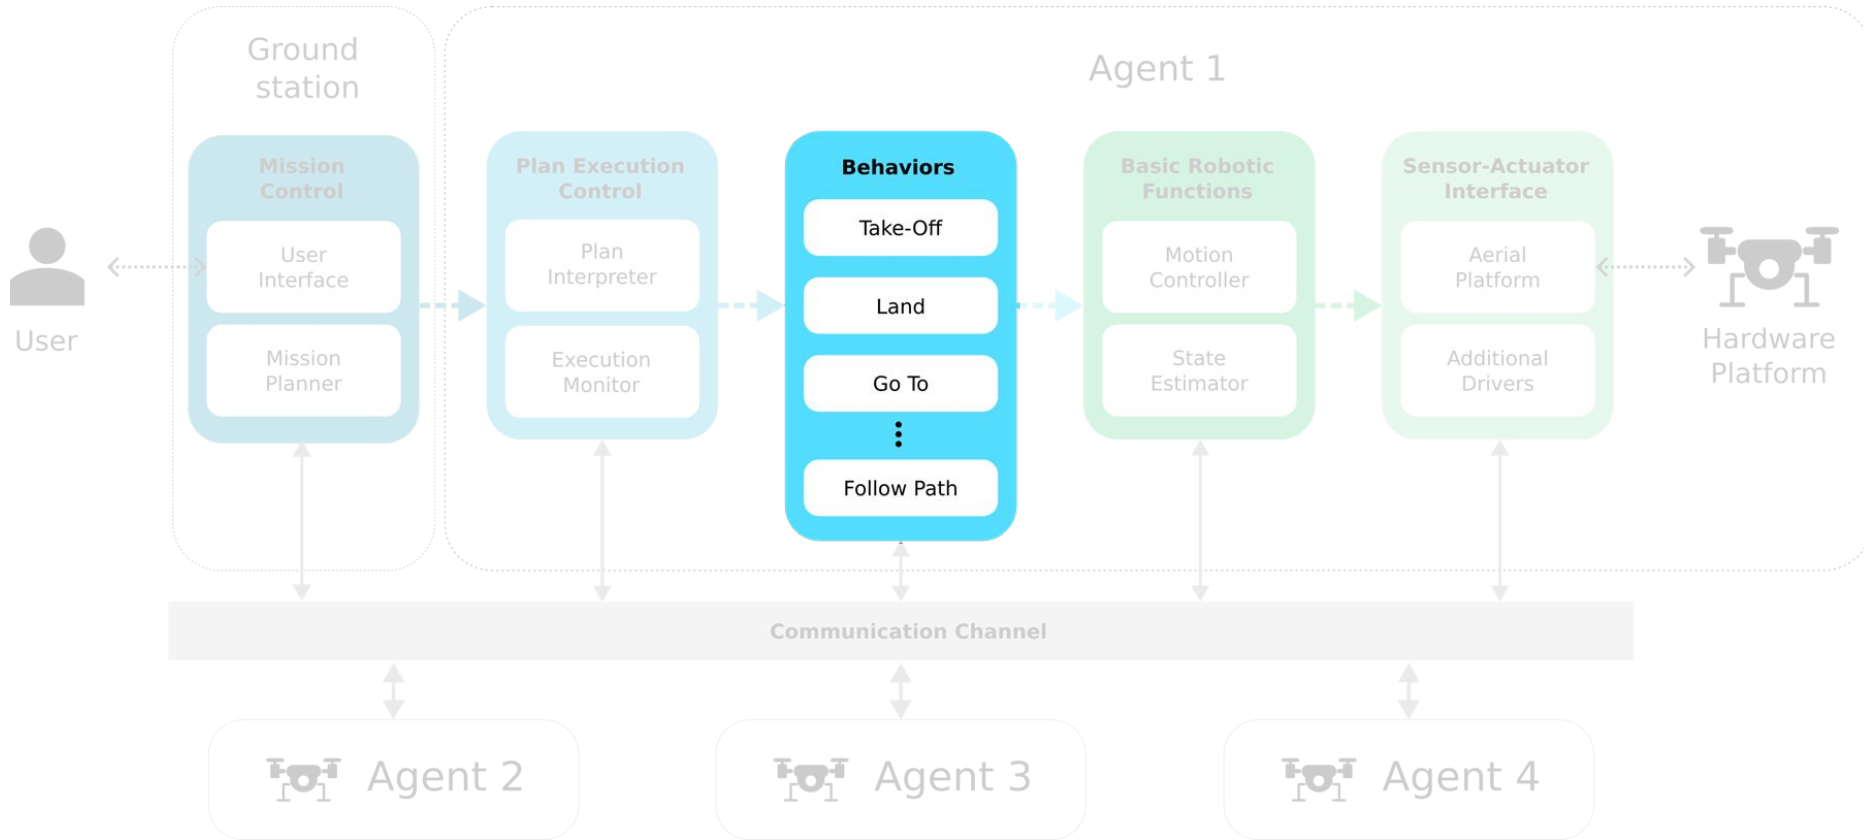 Ground
station
Agent 1
Mission
Control
User
Interface
Mission
Planner
Plan Execution
Control
Plan
Interpreter
Execution
Monitor
Behaviors
Take-Off
Land
Go To
Follow Path
Basic Robotic
Functions
Motion
Controller
State
Estimator
Sensor-Actuator
Interface
Aerial
Platform
Additional
Drivers
User
Hardware
Platform
Communication Channel
Agent 2
Agent 3
Agent 4